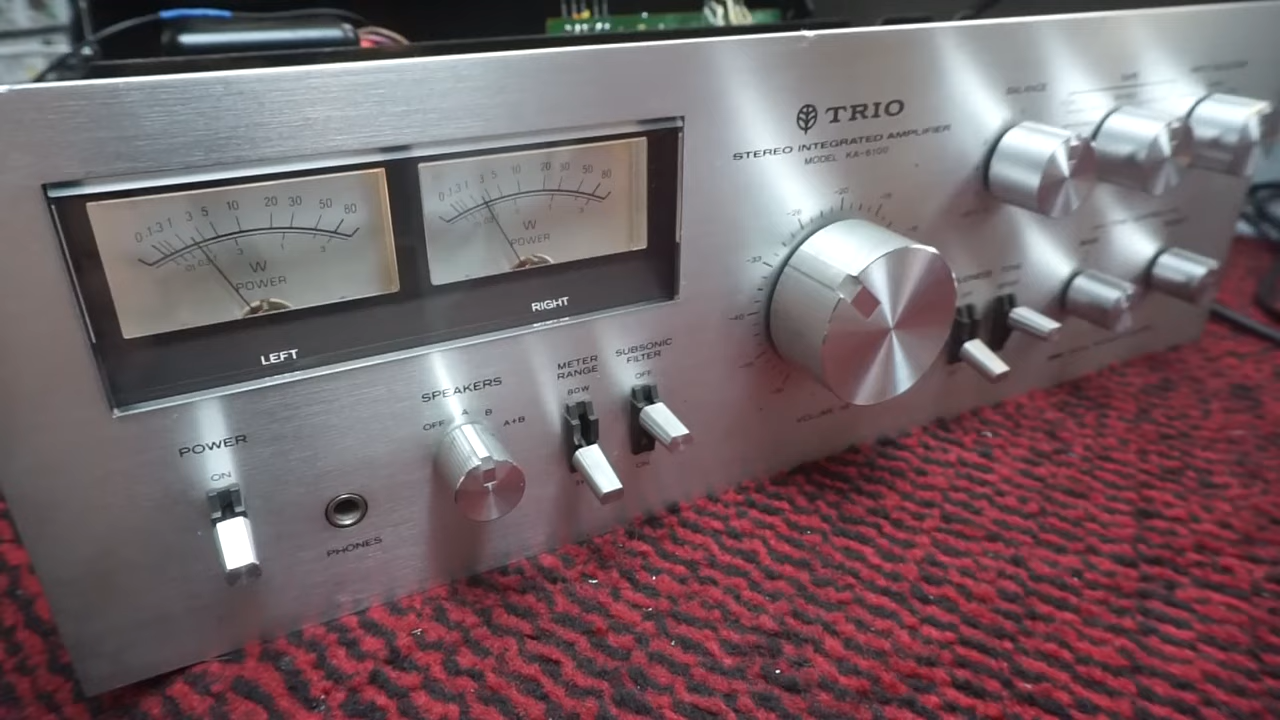 TRIO
STEREO INTEGRATED AMPLIFIER
MODEL KA-6100
BALANCE
0 .1 .3 1 3 5 10 20 30 50 80
W
POWER
LEFT
0 .1 .3 1 3 5 10 20 30 50 80
W
POWER
RIGHT
-40 -33 -26 -20
POWER
ON
PHONES
SPEAKERS
OFF A B A+B
METER
RANGE
80W
SUBSONIC
FILTER
OFF
ON
VOLUME